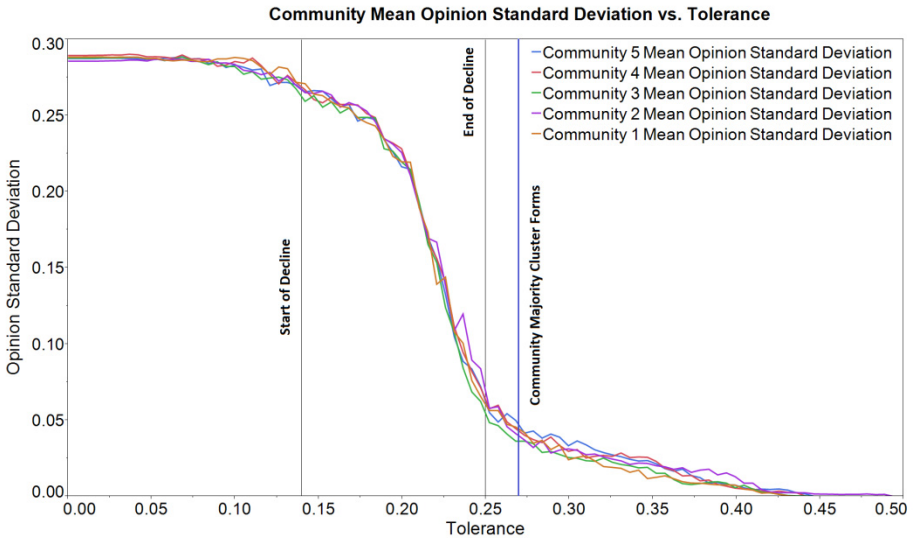 Community Mean Opinion Standard Deviation vs. Tolerance
Opinion Standard Deviation
0.30
0.25
0.20
0.15
0.10
0.05
0.00
Start of Decline
End of Decline
Community Majority Cluster Forms
Community 5 Mean Opinion Standard Deviation
Community 4 Mean Opinion Standard Deviation
Community 3 Mean Opinion Standard Deviation
Community 2 Mean Opinion Standard Deviation
Community 1 Mean Opinion Standard Deviation
0.00 0.05 0.10 0.15 0.20 0.25 0.30 0.35 0.40 0.45 0.50
Tolerance